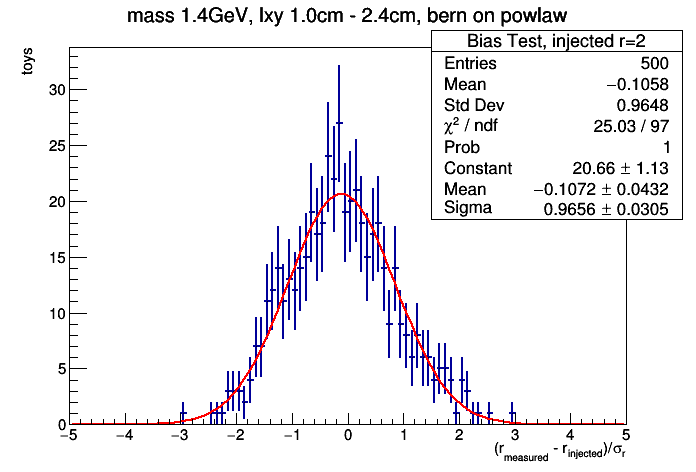 mass 1.4GeV, lxy 1.0cm - 2.4cm, bern on powlaw
toys
Bias Test, injected r=2
Entries 500
Mean −0.1058
Std Dev 0.9648
χ² / ndf 25.03 / 97
Prob 1
Constant 20.66 ± 1.13
Mean −0.1072 ± 0.0432
Sigma 0.9656 ± 0.0305
30
25
20
15
10
5
0
−5 −4 −3 −2 −1 0 1 2 3 4 5
(r_measured - r_injected)/σ_r